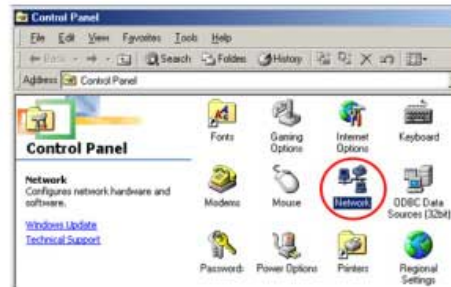 Control Panel
File Edit View Favorites Tools Help
Back Search Folders History
Address Control Panel
Control Panel
Network
Configures network hardware and
software.
Windows Update
Technical Support
Fonts
Gaming
Options
Internet
Options
Keyboard
Modems
Mouse
Network
ODBC Data
Sources (32bit)
Passwords
Power Options
Printers
Regional
Settings